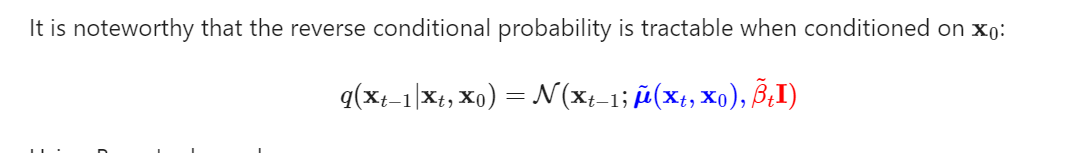 It is noteworthy that the reverse conditional probability is tractable when conditioned on x₀:
q(xₜ₋₁|xₜ, x₀) = 𝒩(xₜ₋₁; μ̃(xₜ, x₀), β̃ₜI)